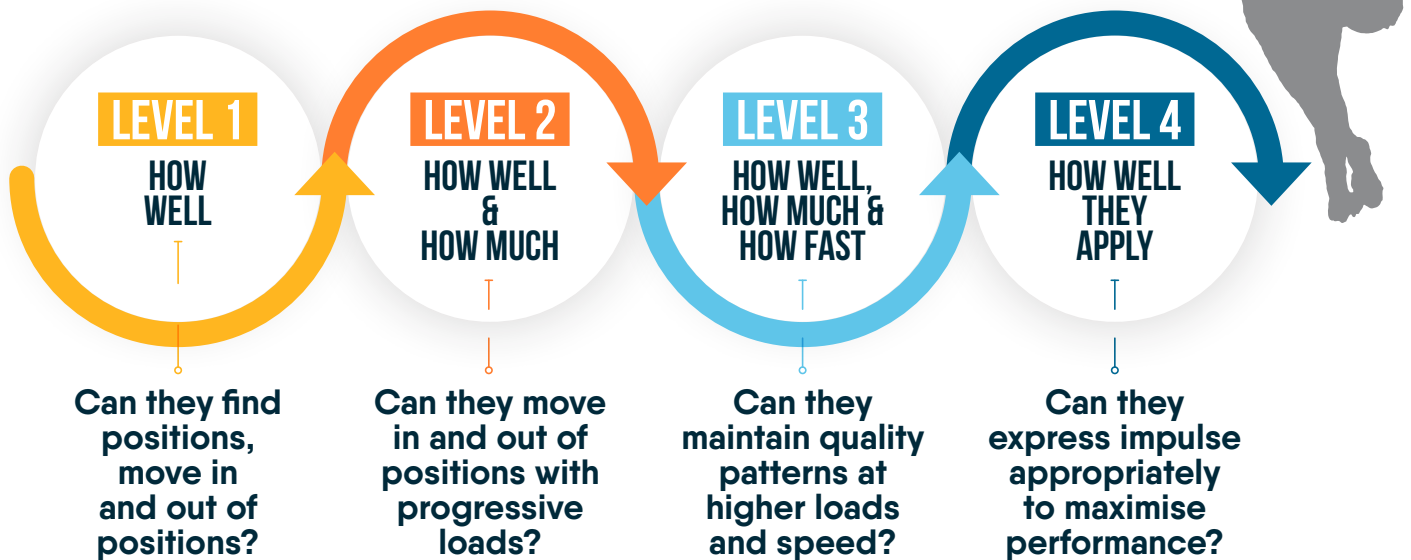 LEVEL 1
HOW
WELL
Can they find
positions,
move in
and out of
positions?
LEVEL 2
HOW WELL
&
HOW MUCH
Can they move
in and out of
positions with
progressive
loads?
LEVEL 3
HOW WELL,
HOW MUCH &
HOW FAST
Can they
maintain quality
patterns at
higher loads
and speed?
LEVEL 4
HOW WELL
THEY
APPLY
Can they
express impulse
appropriately
to maximise
performance?